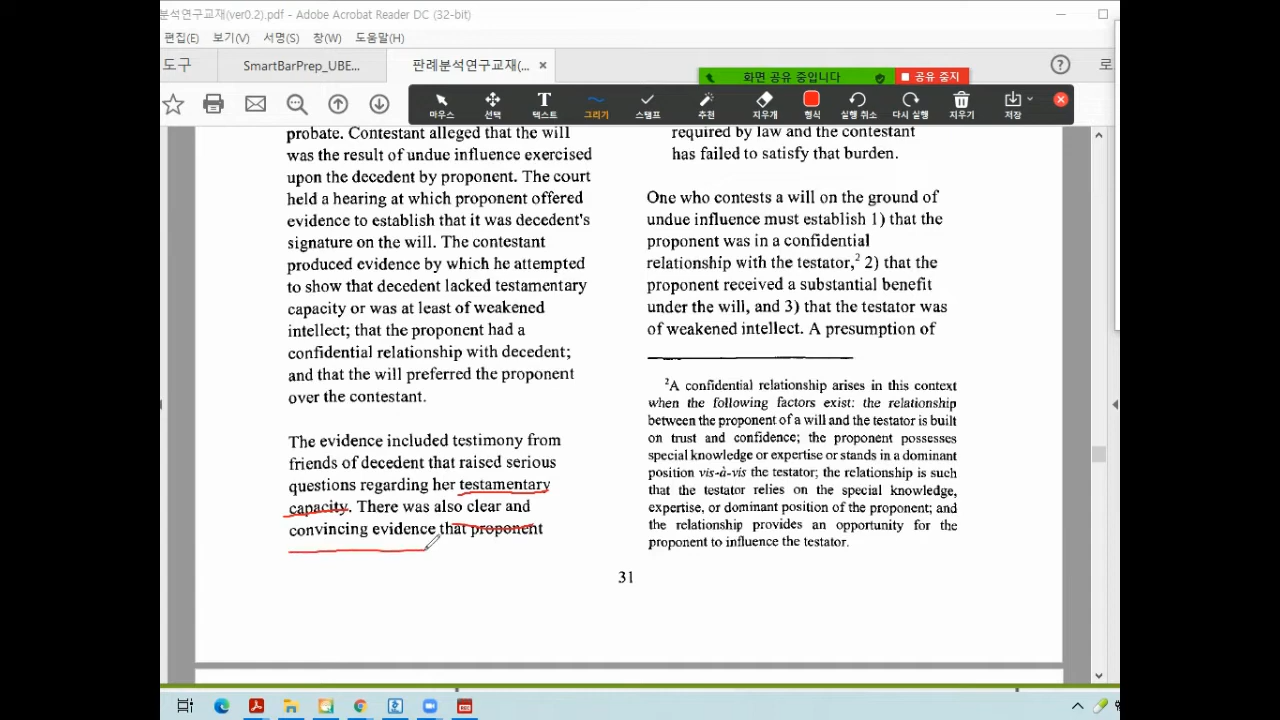 분석연구교재(ver0.2).pdf - Adobe Acrobat Reader DC (32-bit)
편집(E) 보기(V) 서명(S) 창(W) 도움말(H)
도구 SmartBarPrep_UBE... 판례분석연구교재(... × ? 로
화면 공유 중입니다 공유 중지
마우스 선택 텍스트 그리기 스탬프 추천 지우개 형식 실행 취소 다시 실행 지우기 저장
probate. Contestant alleged that the will
was the result of undue influence exercised
upon the decedent by proponent. The court
held a hearing at which proponent offered
evidence to establish that it was decedent's
signature on the will. The contestant
produced evidence by which he attempted
to show that decedent lacked testamentary
capacity or was at least of weakened
intellect; that the proponent had a
confidential relationship with decedent;
and that the will preferred the proponent
over the contestant.
The evidence included testimony from
friends of decedent that raised serious
questions regarding her testamentary
capacity. There was also clear and
convincing evidence that proponent
required by law and the contestant
has failed to satisfy that burden.
One who contests a will on the ground of
undue influence must establish 1) that the
proponent was in a confidential
relationship with the testator,2 2) that the
proponent received a substantial benefit
under the will, and 3) that the testator was
of weakened intellect. A presumption of
2A confidential relationship arises in this context
when the following factors exist: the relationship
between the proponent of a will and the testator is built
on trust and confidence; the proponent possesses
special knowledge or expertise or stands in a dominant
position vis-à-vis the testator; the relationship is such
that the testator relies on the special knowledge,
expertise, or dominant position of the proponent; and
the relationship provides an opportunity for the
proponent to influence the testator.
31